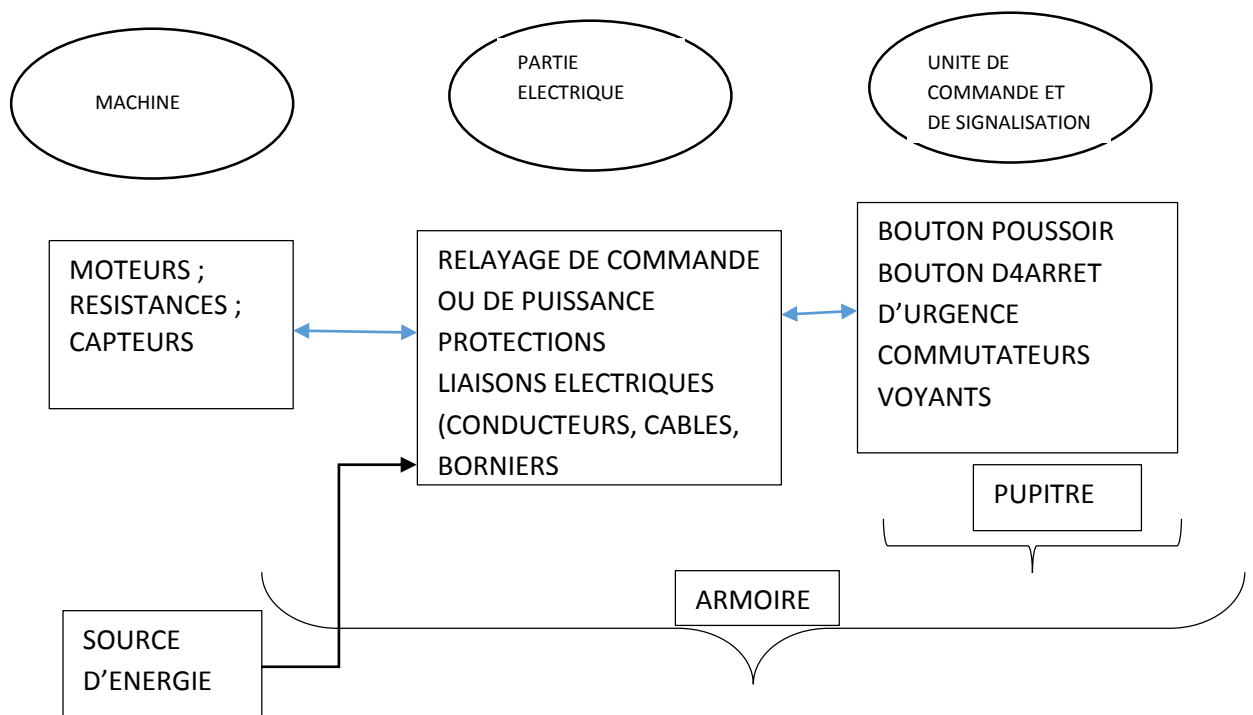 MACHINE
PARTIE
ELECTRIQUE
UNITE DE
COMMANDE ET
DE SIGNALISATION
MOTEURS ;
RESISTANCES ;
CAPTEURS
RELAYAGE DE COMMANDE
OU DE PUISSANCE
PROTECTIONS
LIAISONS ELECTRIQUES
(CONDUCTEURS, CABLES,
BORNIERS
BOUTON POUSSOIR
BOUTON D4ARRET
D’URGENCE
COMMUTATEURS
VOYANTS
PUPITRE
ARMOIRE
SOURCE
D’ENERGIE